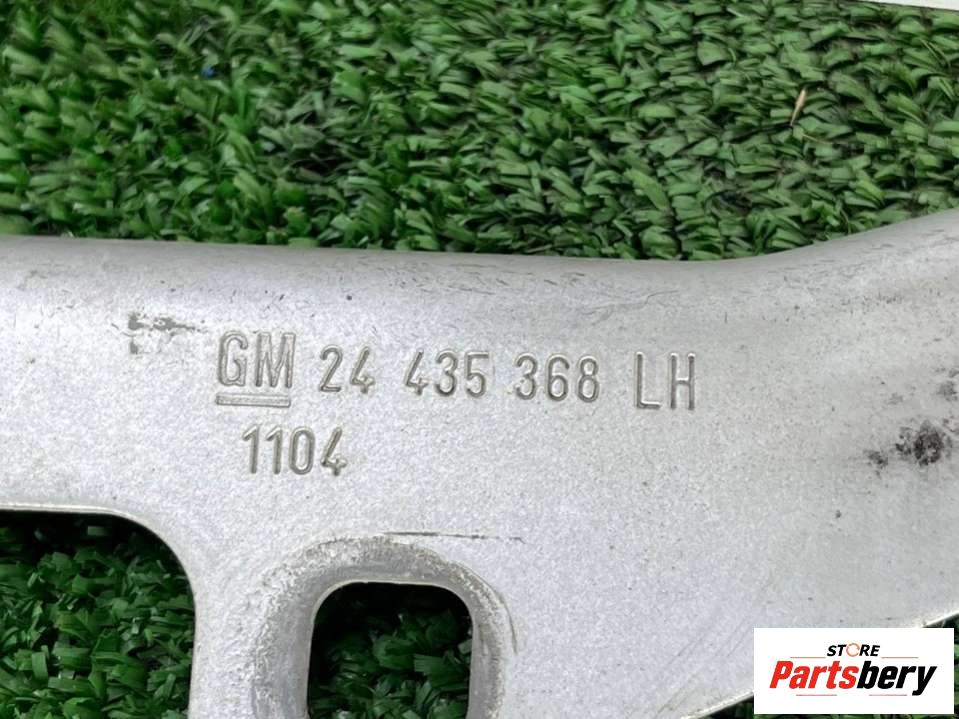 GM 24 435 368 LH
1104
STORE
Partsbery